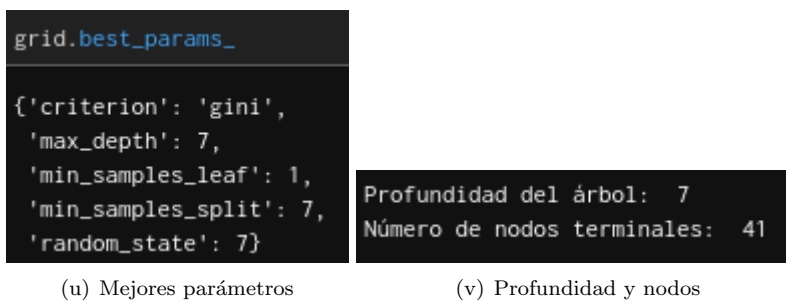 grid.best_params_
{'criterion': 'gini',
'max_depth': 7,
'min_samples_leaf': 1,
'min_samples_split': 7,
'random_state': 7}
Profundidad del árbol: 7
Número de nodos terminales: 41
(u) Mejores parámetros
(v) Profundidad y nodos